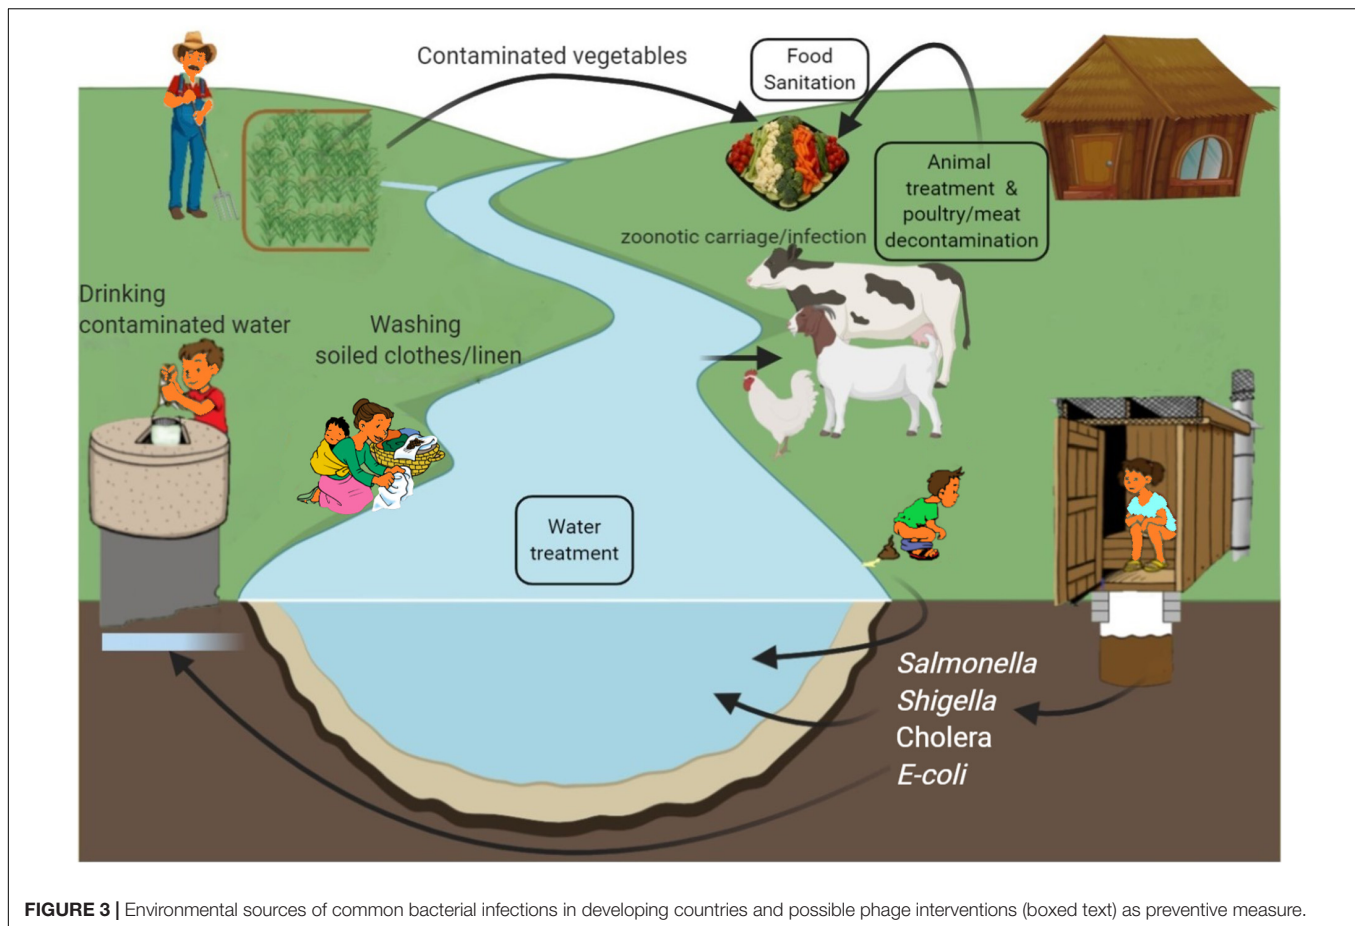 Contaminated vegetables
Food
Sanitation
Animal
treatment &
poultry/meat
decontamination
zoonotic carriage/infection
Drinking
contaminated water
Washing
soiled clothes/linen
Water
treatment
Salmonella
Shigella
Cholera
E-coli
FIGURE 3 | Environmental sources of common bacterial infections in developing countries and possible phage interventions (boxed text) as preventive measure.